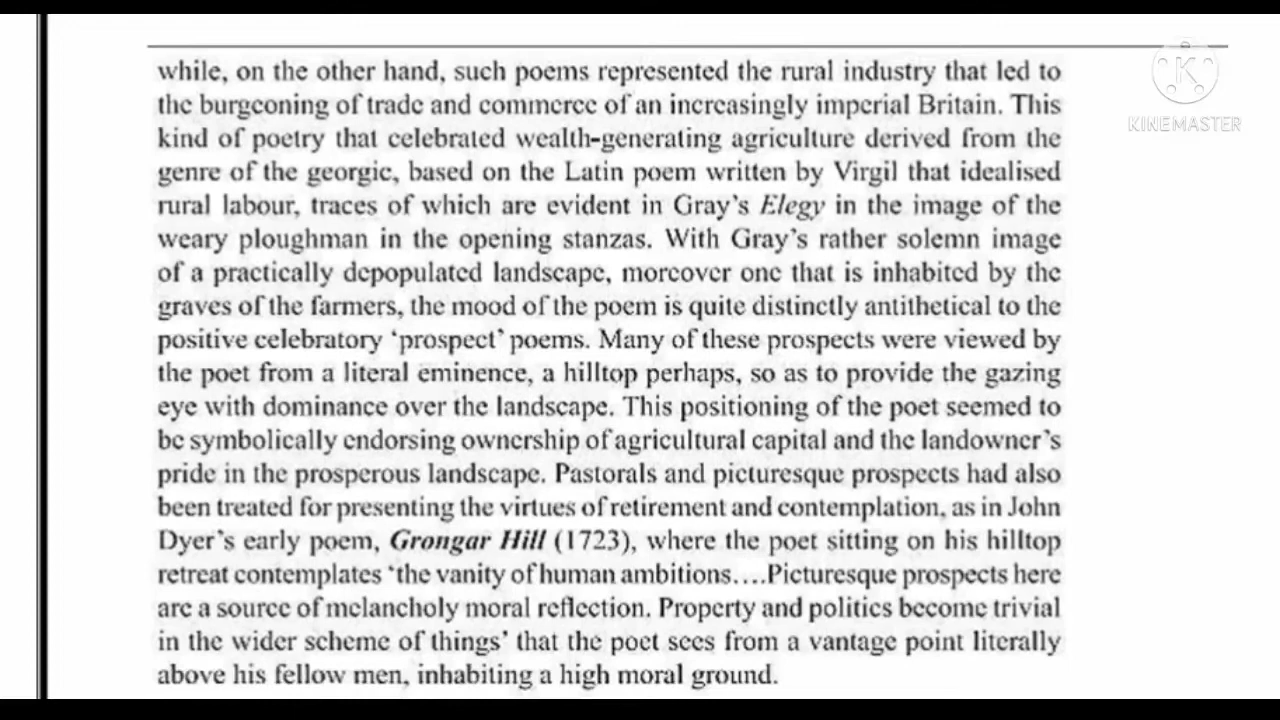 while, on the other hand, such poems represented the rural industry that led to
the burgeoning of trade and commerce of an increasingly imperial Britain. This
kind of poetry that celebrated wealth-generating agriculture derived from the
genre of the georgic, based on the Latin poem written by Virgil that idealised
rural labour, traces of which are evident in Gray's Elegy in the image of the
weary ploughman in the opening stanzas. With Gray's rather solemn image
of a practically depopulated landscape, moreover one that is inhabited by the
graves of the farmers, the mood of the poem is quite distinctly antithetical to the
positive celebratory 'prospect' poems. Many of these prospects were viewed by
the poet from a literal eminence, a hilltop perhaps, so as to provide the gazing
eye with dominance over the landscape. This positioning of the poet seemed to
be symbolically endorsing ownership of agricultural capital and the landowner's
pride in the prosperous landscape. Pastorals and picturesque prospects had also
been treated for presenting the virtues of retirement and contemplation, as in John
Dyer's early poem, Grongar Hill (1723), where the poet sitting on his hilltop
retreat contemplates 'the vanity of human ambitions….Picturesque prospects here
are a source of melancholy moral reflection. Property and politics become trivial
in the wider scheme of things' that the poet sees from a vantage point literally
above his fellow men, inhabiting a high moral ground.
K
KINEMASTER